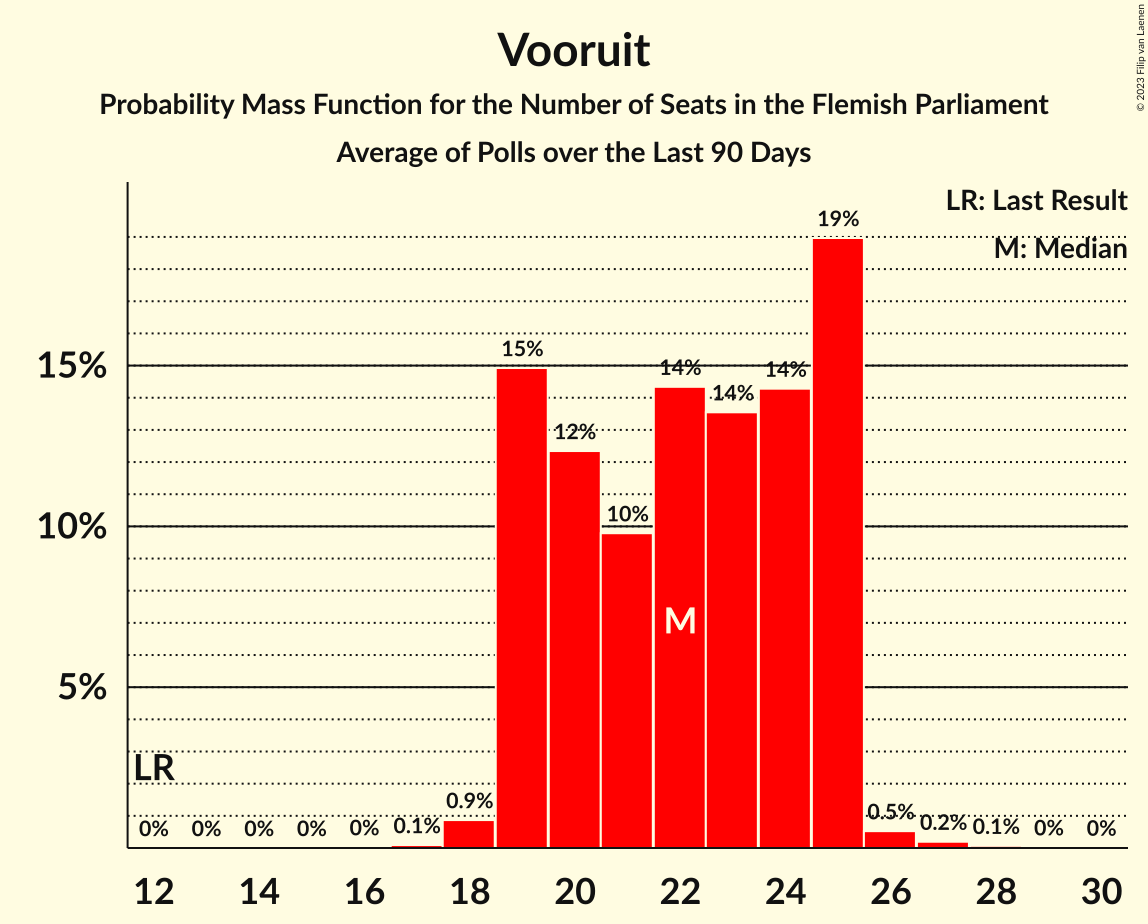 Vooruit
Probability Mass Function for the Number of Seats in the Flemish Parliament
Average of Polls over the Last 90 Days
© 2023 Filip van Laenen
LR: Last Result
M: Median
19%
15%
15%
14%
14%
14%
12%
10%
10%
M
5%
LR
0%
0%
0%
0%
0%
0.1%
0.9%
0.5%
0.2%
0.1%
0%
0%
12 14 16 18 20 22 24 26 28 30